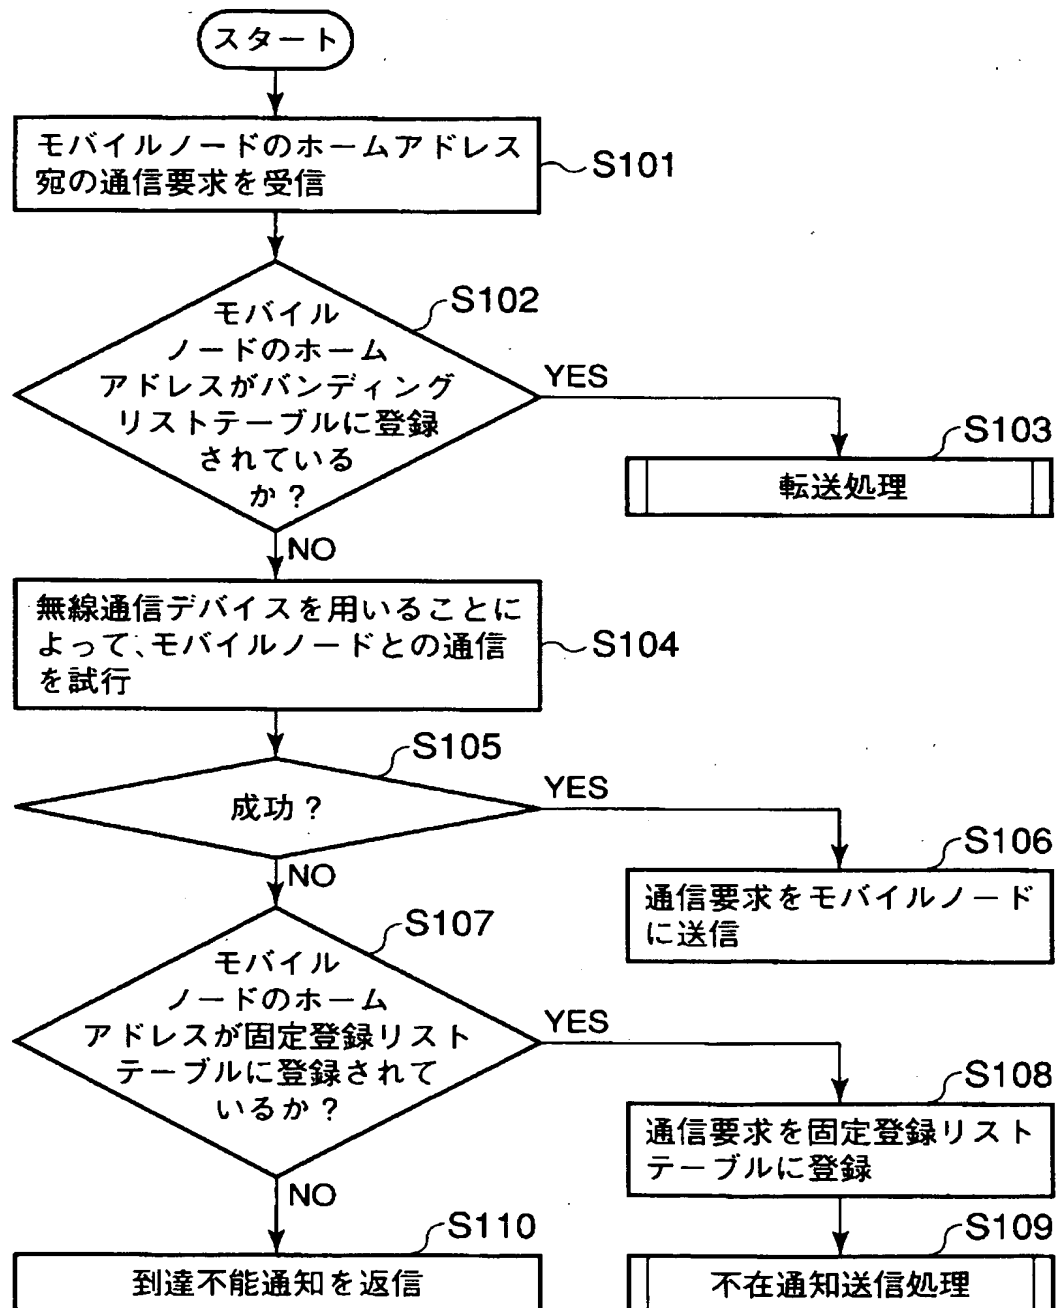 スタート
モバイルノードのホームアドレス
宛の通信要求を受信
S101
S102
モバイル
ノードのホーム
アドレスがバンディング
リストテーブルに登録
されている
か？
YES
S103
転送処理
NO
無線通信デバイスを用いることに
よって、モバイルノードとの通信
を試行
S104
S105
成功？
YES
S106
通信要求をモバイルノード
に送信
NO
S107
モバイル
ノードのホーム
アドレスが固定登録リスト
テーブルに登録されて
いるか？
YES
S108
通信要求を固定登録リスト
テーブルに登録
NO
S109
不在通知送信処理
S110
到達不能通知を返信